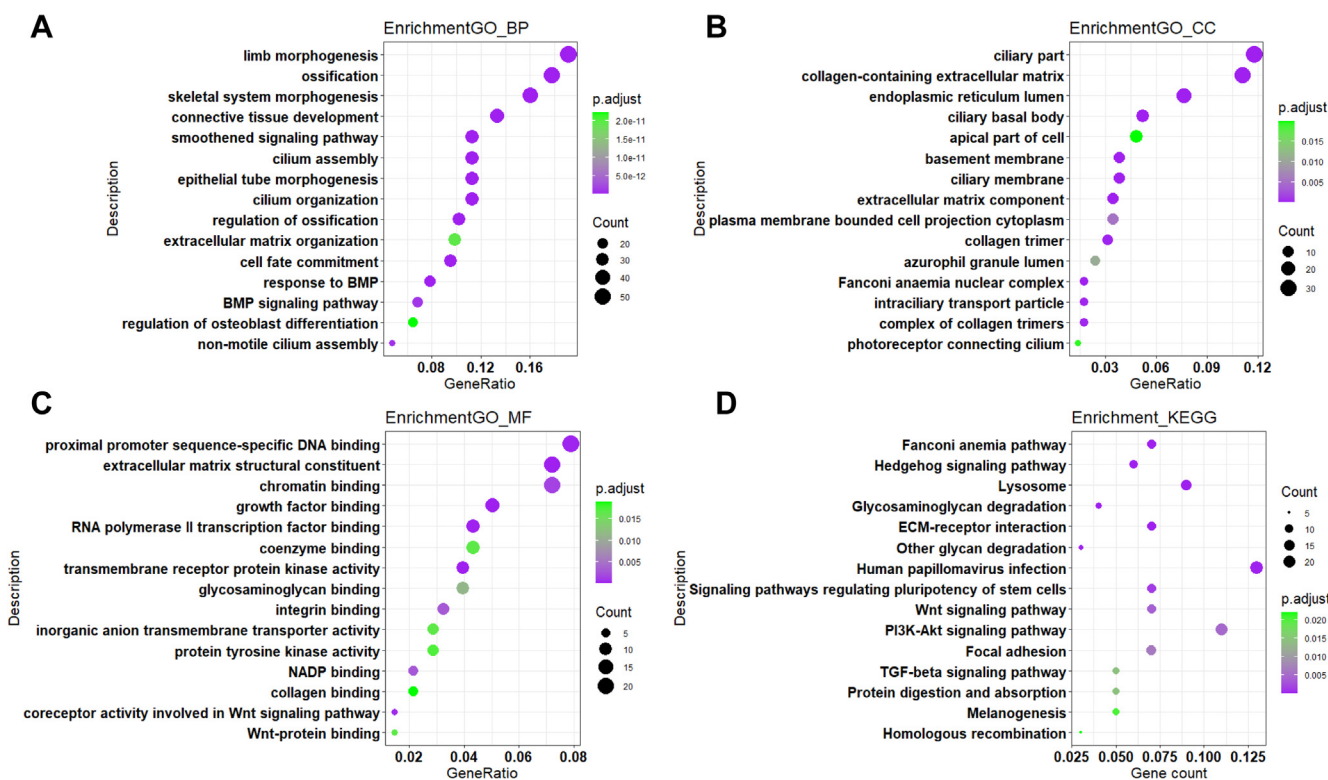 A
EnrichmentGO_BP
limb morphogenesis
ossification
skeletal system morphogenesis
connective tissue development
smoothened signaling pathway
cilium assembly
epithelial tube morphogenesis
cilium organization
regulation of ossification
extracellular matrix organization
cell fate commitment
response to BMP
BMP signaling pathway
regulation of osteoblast differentiation
non-motile cilium assembly
Description
0.08 0.12 0.16
GeneRatio
p.adjust
2.0e-11
1.5e-11
1.0e-11
5.0e-12
Count
20
30
40
50
B
EnrichmentGO_CC
ciliary part
collagen-containing extracellular matrix
endoplasmic reticulum lumen
ciliary basal body
apical part of cell
basement membrane
ciliary membrane
extracellular matrix component
plasma membrane bounded cell projection cytoplasm
collagen trimer
azurophil granule lumen
Fanconi anaemia nuclear complex
intraciliary transport particle
complex of collagen trimers
photoreceptor connecting cilium
Description
0.03 0.06 0.09 0.12
GeneRatio
p.adjust
0.015
0.010
0.005
Count
10
20
30
C
EnrichmentGO_MF
proximal promoter sequence-specific DNA binding
extracellular matrix structural constituent
chromatin binding
growth factor binding
RNA polymerase II transcription factor binding
coenzyme binding
transmembrane receptor protein kinase activity
glycosaminoglycan binding
integrin binding
inorganic anion transmembrane transporter activity
protein tyrosine kinase activity
NADP binding
collagen binding
coreceptor activity involved in Wnt signaling pathway
Wnt-protein binding
Description
0.02 0.04 0.06 0.08
GeneRatio
p.adjust
0.015
0.010
0.005
Count
5
10
15
20
D
Enrichment_KEGG
Fanconi anemia pathway
Hedgehog signaling pathway
Lysosome
Glycosaminoglycan degradation
ECM-receptor interaction
Other glycan degradation
Human papillomavirus infection
Signaling pathways regulating pluripotency of stem cells
Wnt signaling pathway
PI3K-Akt signaling pathway
Focal adhesion
TGF-beta signaling pathway
Protein digestion and absorption
Melanogenesis
Homologous recombination
Description
0.025 0.050 0.075 0.100 0.125
Gene count
Count
5
10
15
20
p.adjust
0.020
0.015
0.010
0.005